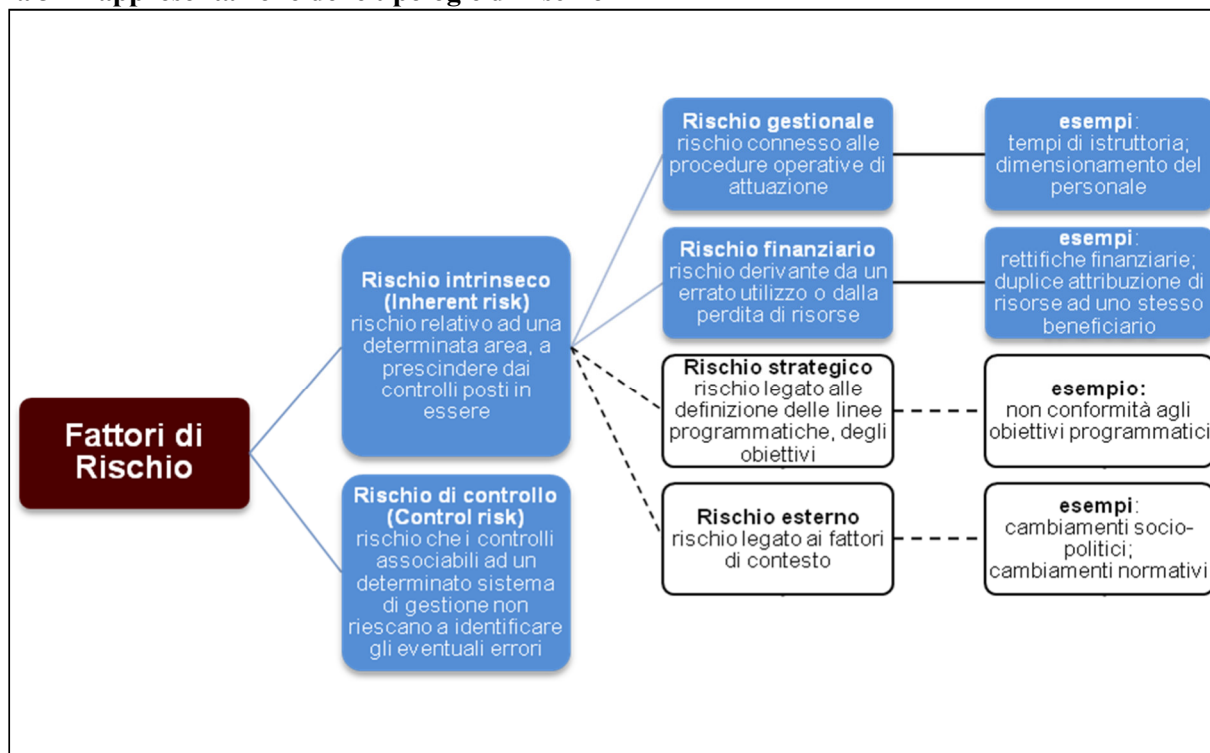 Fattori di
Rischio
Rischio intrinseco
(Inherent risk)
rischio relativo ad una
determinata area, a
prescindere dai
controlli posti in
essere
Rischio di controllo
(Control risk)
rischio che i controlli
associabili ad un
determinato sistema
di gestione non
riescano a identificare
gli eventuali errori
Rischio gestionale
rischio connesso alle
procedure operative di
attuazione
esempi:
tempi di istruttoria;
dimensionamento del
personale
Rischio finanziario
rischio derivante da un
errato utilizzo o dalla
perdita di risorse
esempi:
rettifiche finanziarie;
duplice attribuzione di
risorse ad uno stesso
beneficiario
Rischio strategico
rischio legato alle
definizione delle linee
programmatiche, degli
obiettivi
esempio:
non conformità agli
obiettivi programmatici
Rischio esterno
rischio legato ai fattori
di contesto
esempi:
cambiamenti socio-
politici;
cambiamenti normativi